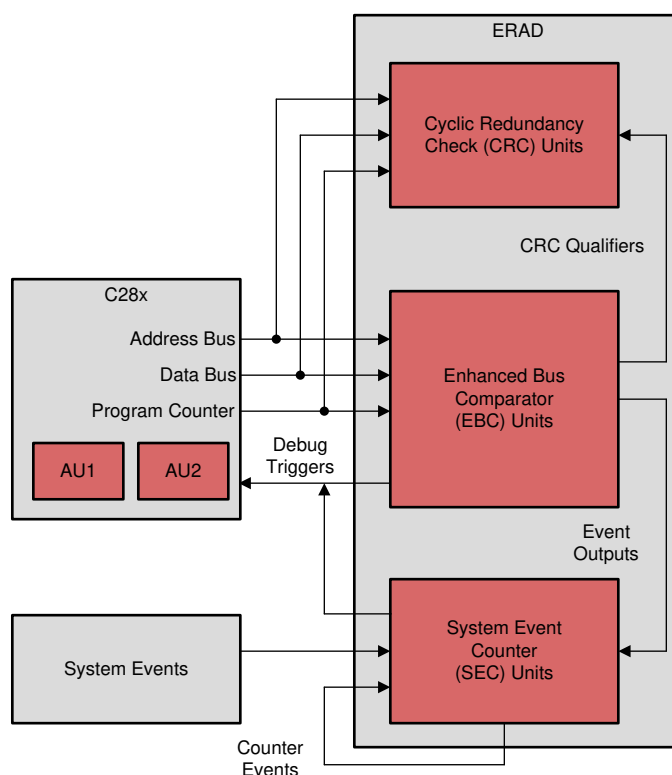 ERAD
Cyclic Redundancy
Check (CRC) Units
CRC Qualifiers
C28x
Address Bus
Data Bus
Program Counter
AU1
AU2
Enhanced Bus
Comparator
(EBC) Units
Debug
Triggers
Event
Outputs
System Events
System Event
Counter
(SEC) Units
Counter
Events